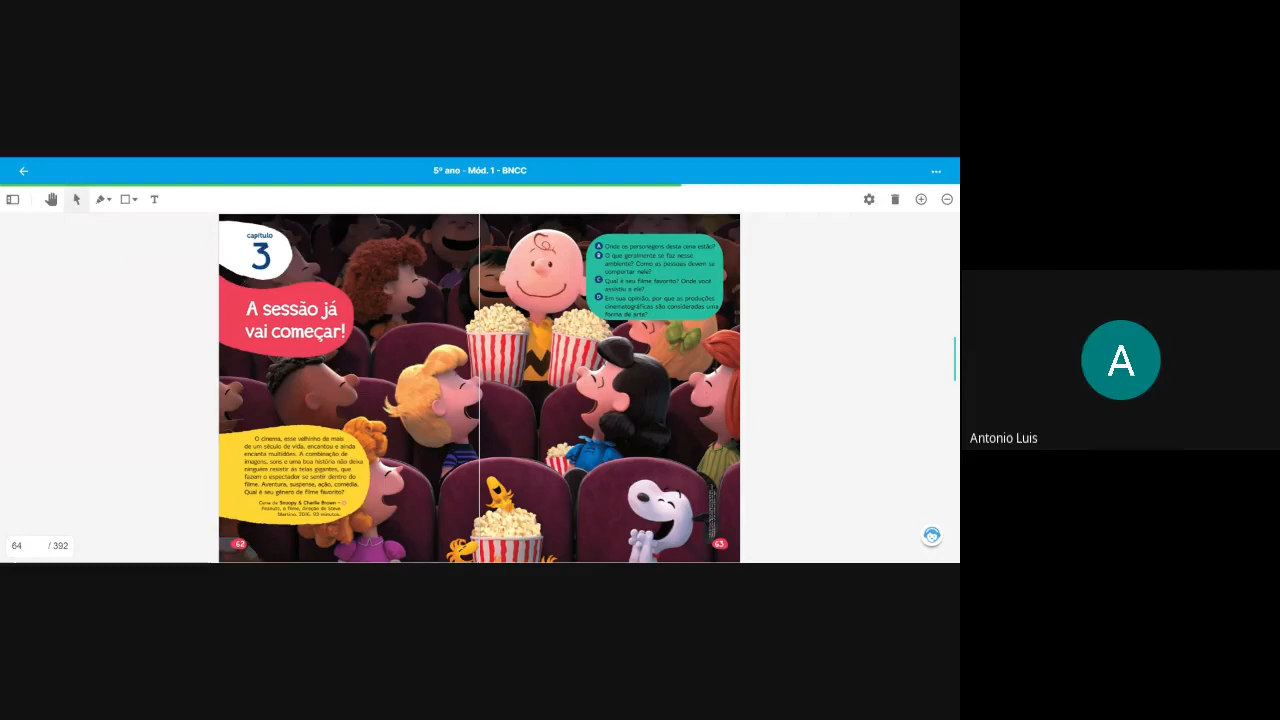 5º ano - Mód. 1 - BNCC
T
capítulo
3
A sessão já
vai começar!
A Onde os personagens desta cena estão?
B O que geralmente se faz nesse
ambiente? Como as pessoas devem se
comportar nele?
C Qual é seu filme favorito? Onde você
assistiu a ele?
D Em sua opinião, por que as produções
cinematográficas são consideradas uma
forma de arte?
O cinema, esse velhinho de mais
de um século de vida, encantou e ainda
encanta multidões. A combinação de
imagens, sons e uma boa história não deixa
ninguém resistir às telas gigantes, que
fazem o espectador se sentir dentro do
filme. Aventura, suspense, ação, comédia.
Qual é seu gênero de filme favorito?
Cena de Snoopy & Charlie Brown -
Peanuts, o filme, direção de Steve
Martino, 2016. 93 minutos.
62
63
64 / 392
A
Antonio Luis